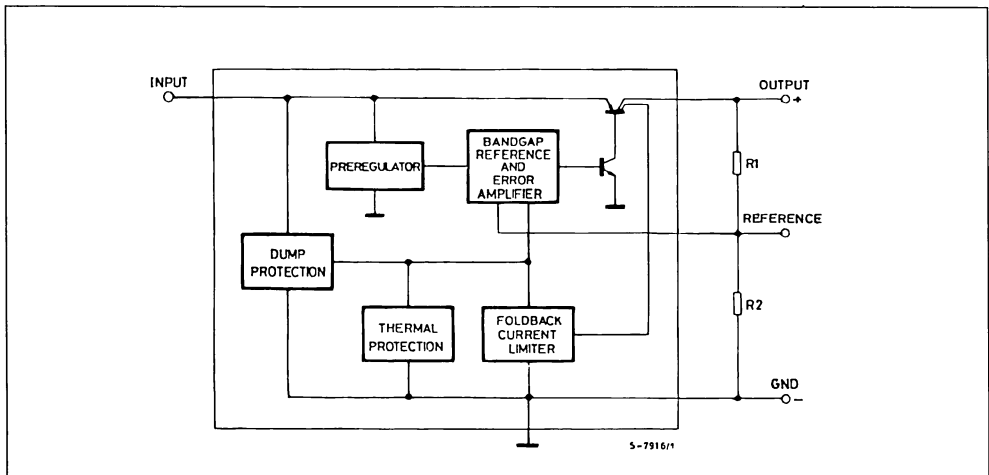 INPUT
OUTPUT
+
PREREGULATOR
BANDGAP
REFERENCE
AND
ERROR
AMPLIFIER
R1
REFERENCE
DUMP
PROTECTION
THERMAL
PROTECTION
FOLDBACK
CURRENT
LIMITER
R2
GND
-
S-7916/1